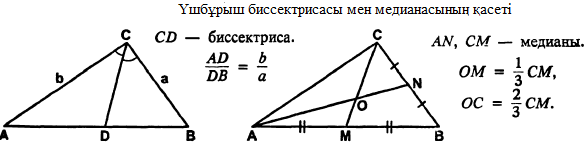 Үшбұрыш биссектрисасы мен медианасының қасеті
C
b
a
A
D
B
CD — биссектриса.
AD/DB = b/a
C
N
O
A
M
B
AN, CM — медианы.
OM = 1/3 CM,
OC = 2/3 CM.